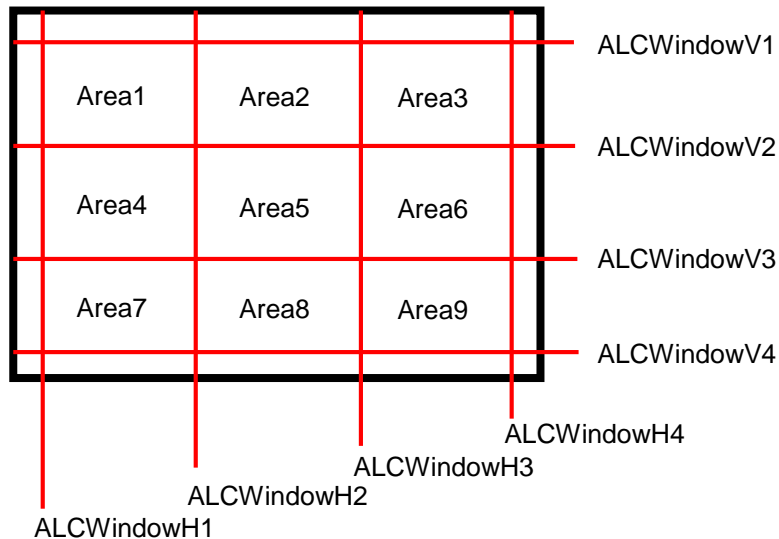 ALCWindowV1
Area1 Area2 Area3
ALCWindowV2
Area4 Area5 Area6
ALCWindowV3
Area7 Area8 Area9
ALCWindowV4
ALCWindowH4
ALCWindowH3
ALCWindowH2
ALCWindowH1